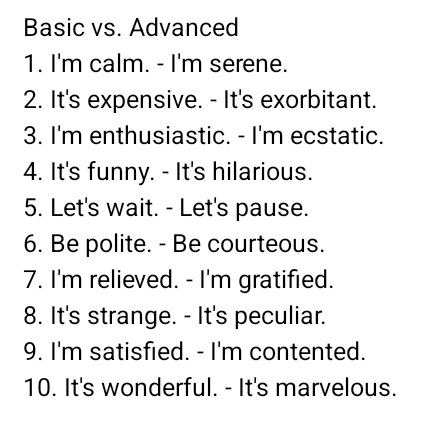 Basic vs. Advanced
1. I'm calm. - I'm serene.
2. It's expensive. - It's exorbitant.
3. I'm enthusiastic. - I'm ecstatic.
4. It's funny. - It's hilarious.
5. Let's wait. - Let's pause.
6. Be polite. - Be courteous.
7. I'm relieved. - I'm gratified.
8. It's strange. - It's peculiar.
9. I'm satisfied. - I'm contented.
10. It's wonderful. - It's marvelous.